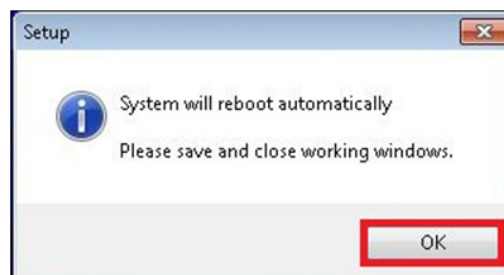 Setup
System will reboot automatically
Please save and close working windows.
OK